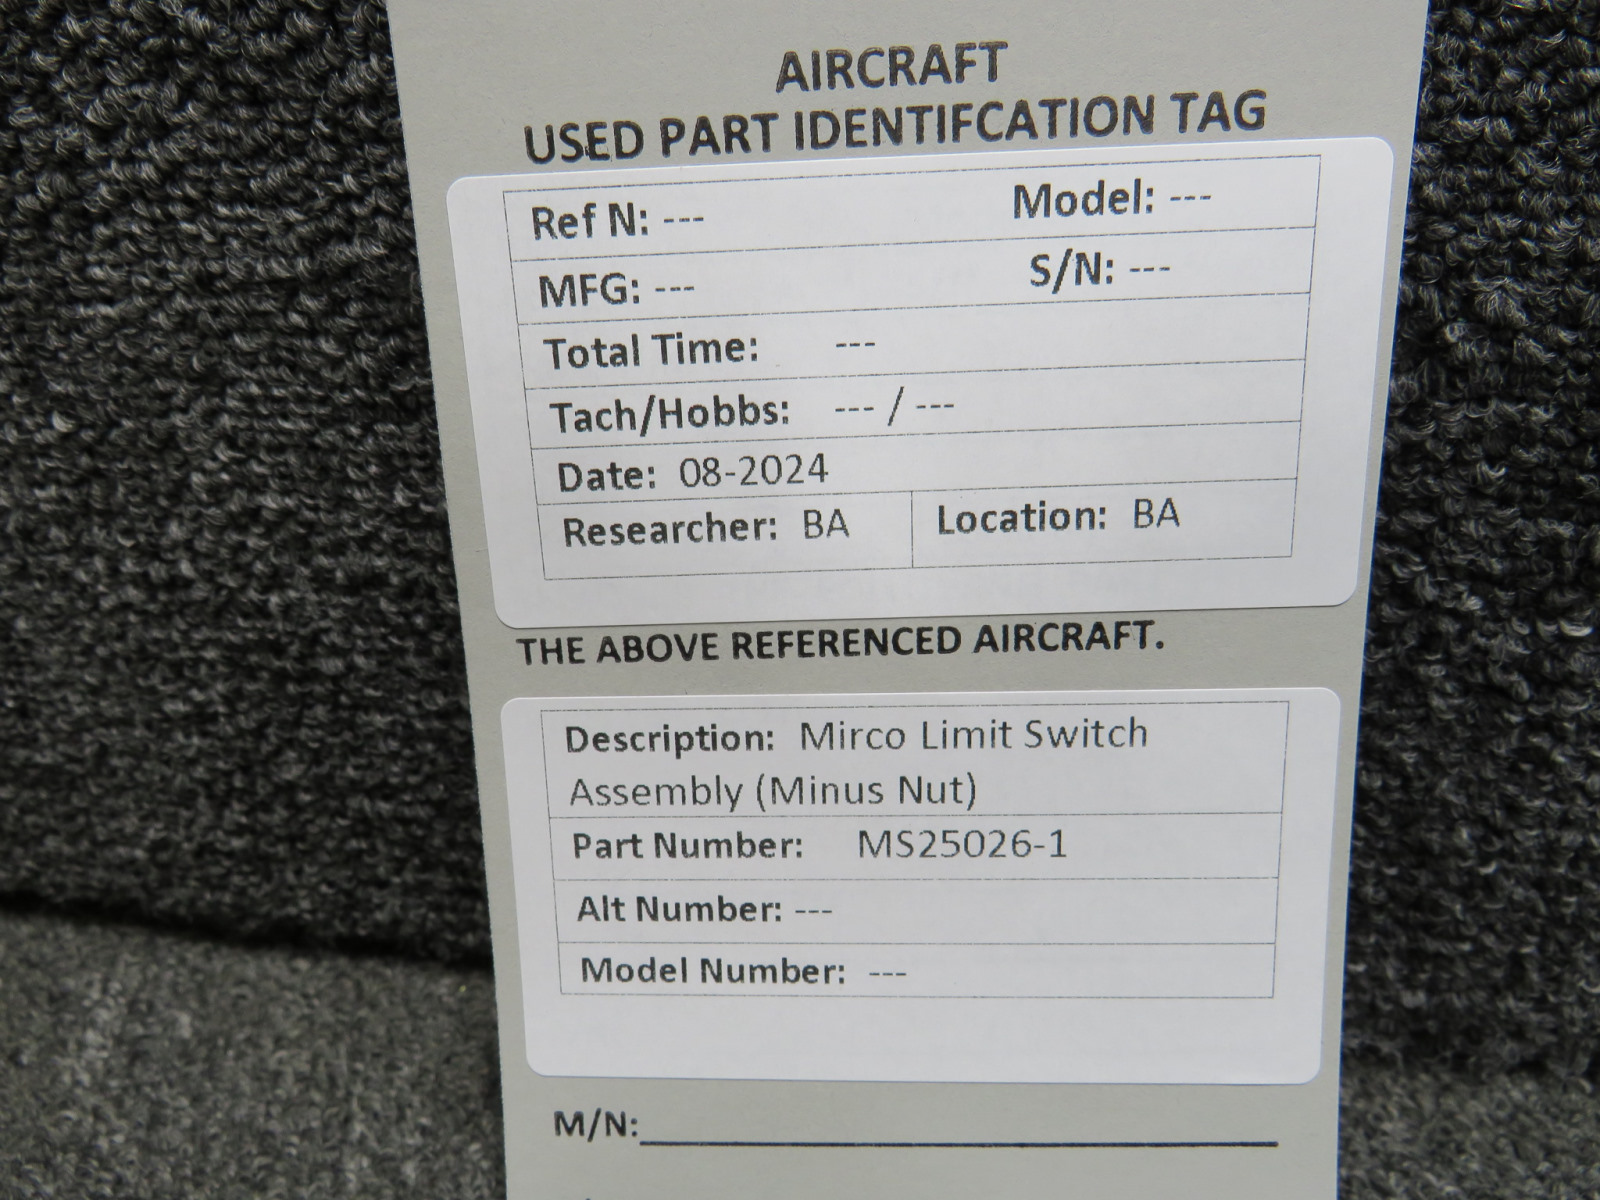 AIRCRAFT
USED PART IDENTIFCATION TAG
Ref N: --- Model: ---
MFG: --- S/N: ---
Total Time: ---
Tach/Hobbs: --- / ---
Date: 08-2024
Researcher: BA Location: BA
THE ABOVE REFERENCED AIRCRAFT.
Description: Mirco Limit Switch
Assembly (Minus Nut)
Part Number: MS25026-1
Alt Number: ---
Model Number: ---
M/N: